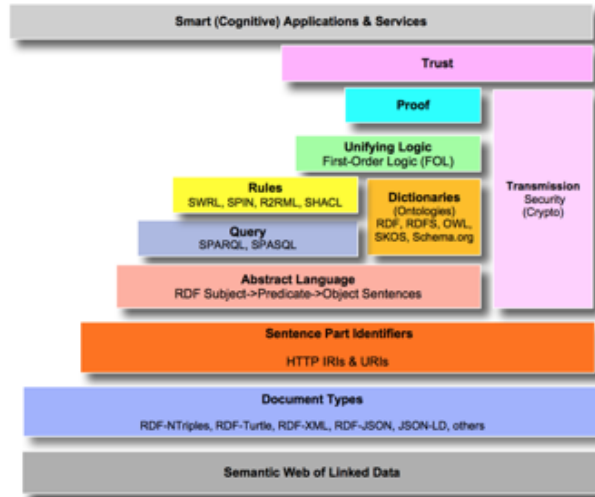 Smart (Cognitive) Applications & Services
Trust
Proof
Unifying Logic
First-Order Logic (FOL)
Transmission
Security
(Crypto)
Rules
SWRL, SPIN, R2RML, SHACL
Dictionaries
(Ontologies)
RDF, RDFS, OWL,
SKOS, Schema.org
Query
SPARQL, SPASQL
Abstract Language
RDF Subject->Predicate->Object Sentences
Sentence Part Identifiers
HTTP IRIs & URIs
Document Types
RDF-NTriples, RDF-Turtle, RDF-XML, RDF-JSON, JSON-LD, others
Semantic Web of Linked Data